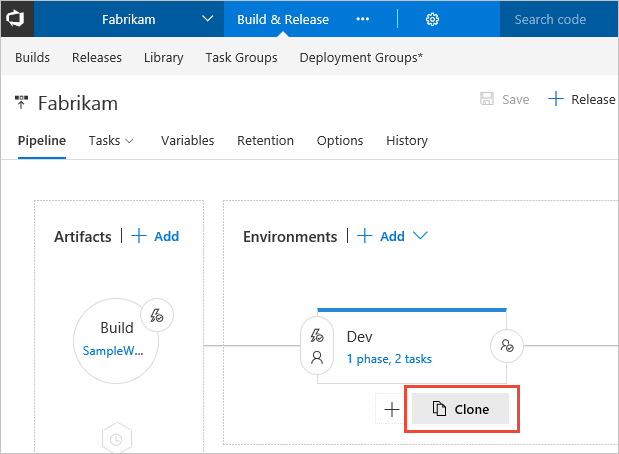 Fabrikam Build & Release ... Search code
Builds Releases Library Task Groups Deployment Groups*
Fabrikam Save + Release
Pipeline Tasks Variables Retention Options History
Artifacts | + Add Environments | + Add
Build
SampleW...
Dev
1 phase, 2 tasks
+ Clone